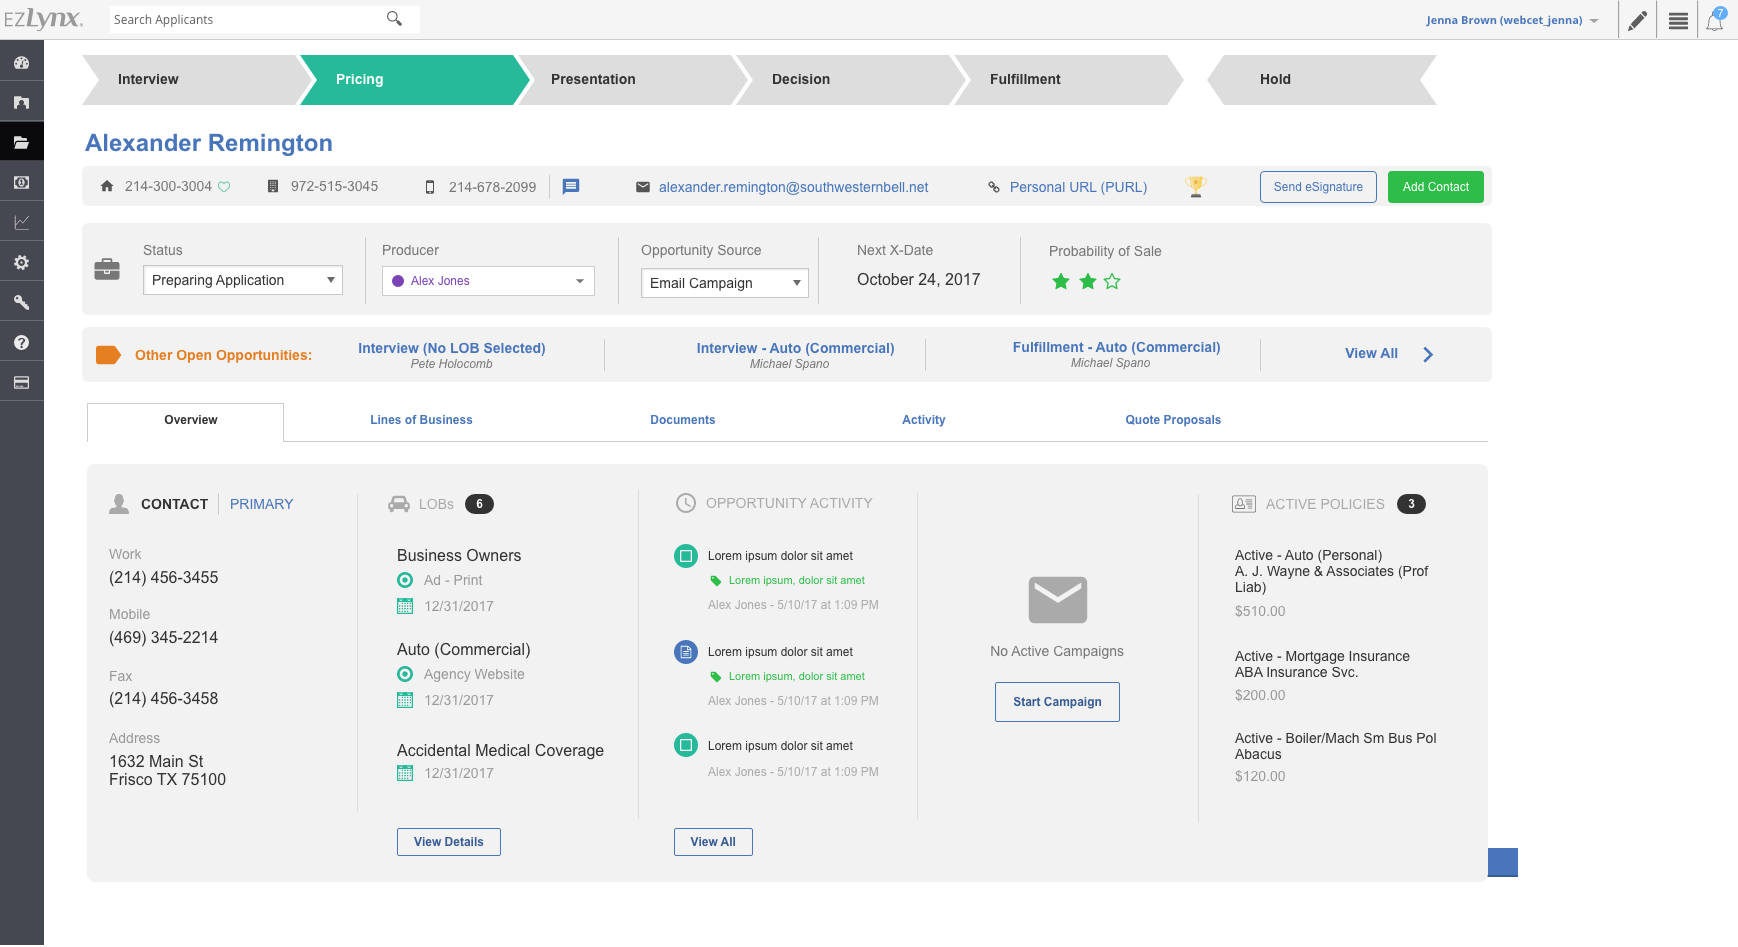 EZLynx.
Search Applicants
Jenna Brown (webcet_jenna)
7
Interview
Pricing
Presentation
Decision
Fulfillment
Hold
Alexander Remington
214-300-3004
972-515-3045
214-678-2099
alexander.remington@southwesternbell.net
Personal URL (PURL)
Send eSignature
Add Contact
Status
Preparing Application
Producer
Alex Jones
Opportunity Source
Email Campaign
Next X-Date
October 24, 2017
Probability of Sale
Other Open Opportunities:
Interview (No LOB Selected)
Pete Holocomb
Interview - Auto (Commercial)
Michael Spano
Fulfillment - Auto (Commercial)
Michael Spano
View All
Overview
Lines of Business
Documents
Activity
Quote Proposals
CONTACT
PRIMARY
Work
(214) 456-3455
Mobile
(469) 345-2214
Fax
(214) 456-3458
Address
1632 Main St
Frisco TX 75100
LOBs 6
Business Owners
Ad - Print
12/31/2017
Auto (Commercial)
Agency Website
12/31/2017
Accidental Medical Coverage
12/31/2017
View Details
OPPORTUNITY ACTIVITY
Lorem ipsum dolor sit amet
Lorem ipsum, dolor sit amet
Alex Jones - 5/10/17 at 1:09 PM
Lorem ipsum dolor sit amet
Lorem ipsum, dolor sit amet
Alex Jones - 5/10/17 at 1:09 PM
Lorem ipsum dolor sit amet
Alex Jones - 5/10/17 at 1:09 PM
View All
No Active Campaigns
Start Campaign
ACTIVE POLICIES 3
Active - Auto (Personal)
A. J. Wayne & Associates (Prof
Liab)
$510.00
Active - Mortgage Insurance
ABA Insurance Svc.
$200.00
Active - Boiler/Mach Sm Bus Pol
Abacus
$120.00